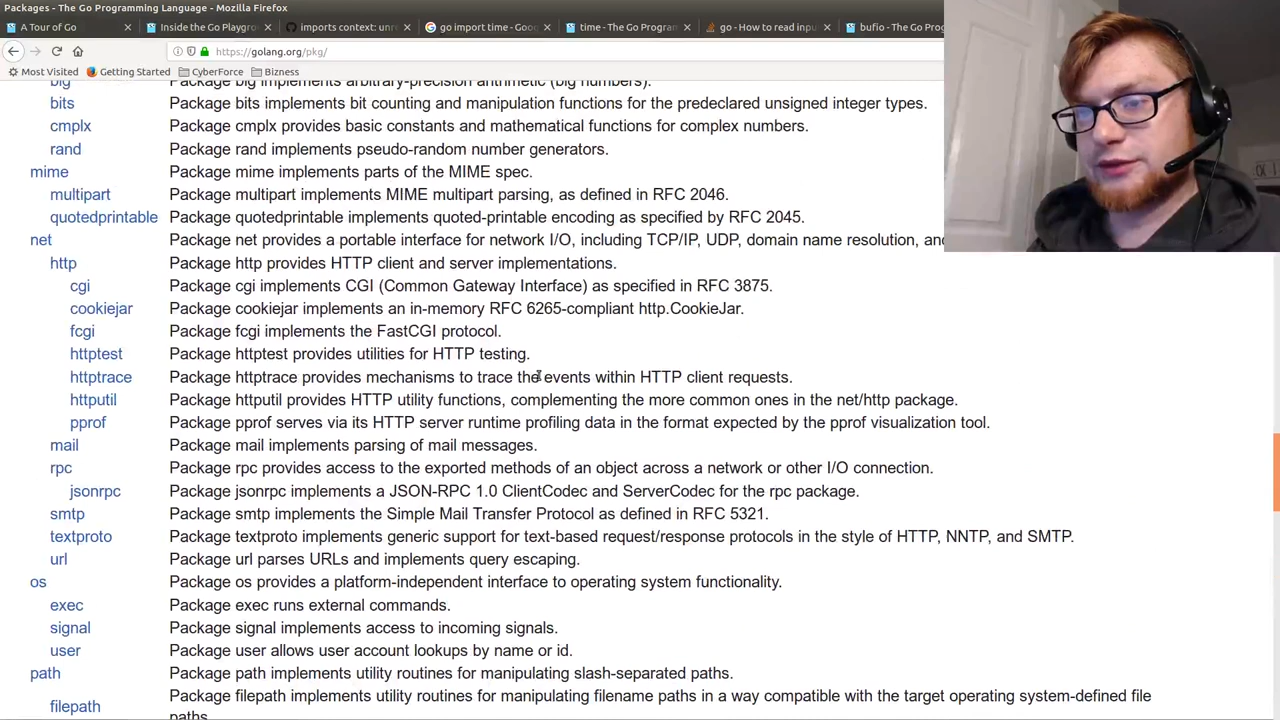 Packages - The Go Programming Language - Mozilla Firefox
A Tour of Go
Inside the Go Playgro
imports context: unre
go import time - Goo
time - The Go Program
go - How to read inpu
bufio - The Go
https://golang.org/pkg/
Most Visited
Getting Started
CyberForce
Bizness
big Package big implements arbitrary-precision arithmetic (big numbers).
bits Package bits implements bit counting and manipulation functions for the predeclared unsigned integer types.
cmplx Package cmplx provides basic constants and mathematical functions for complex numbers.
rand Package rand implements pseudo-random number generators.
mime Package mime implements parts of the MIME spec.
multipart Package multipart implements MIME multipart parsing, as defined in RFC 2046.
quotedprintable Package quotedprintable implements quoted-printable encoding as specified by RFC 2045.
net Package net provides a portable interface for network I/O, including TCP/IP, UDP, domain name resolution, and
http Package http provides HTTP client and server implementations.
cgi Package cgi implements CGI (Common Gateway Interface) as specified in RFC 3875.
cookiejar Package cookiejar implements an in-memory RFC 6265-compliant http.CookieJar.
fcgi Package fcgi implements the FastCGI protocol.
httptest Package httptest provides utilities for HTTP testing.
httptrace Package httptrace provides mechanisms to trace the events within HTTP client requests.
httputil Package httputil provides HTTP utility functions, complementing the more common ones in the net/http package.
pprof Package pprof serves via its HTTP server runtime profiling data in the format expected by the pprof visualization tool.
mail Package mail implements parsing of mail messages.
rpc Package rpc provides access to the exported methods of an object across a network or other I/O connection.
jsonrpc Package jsonrpc implements a JSON-RPC 1.0 ClientCodec and ServerCodec for the rpc package.
smtp Package smtp implements the Simple Mail Transfer Protocol as defined in RFC 5321.
textproto Package textproto implements generic support for text-based request/response protocols in the style of HTTP, NNTP, and SMTP.
url Package url parses URLs and implements query escaping.
os Package os provides a platform-independent interface to operating system functionality.
exec Package exec runs external commands.
signal Package signal implements access to incoming signals.
user Package user allows user account lookups by name or id.
path Package path implements utility routines for manipulating slash-separated paths.
filepath Package filepath implements utility routines for manipulating filename paths in a way compatible with the target operating system-defined file
paths.